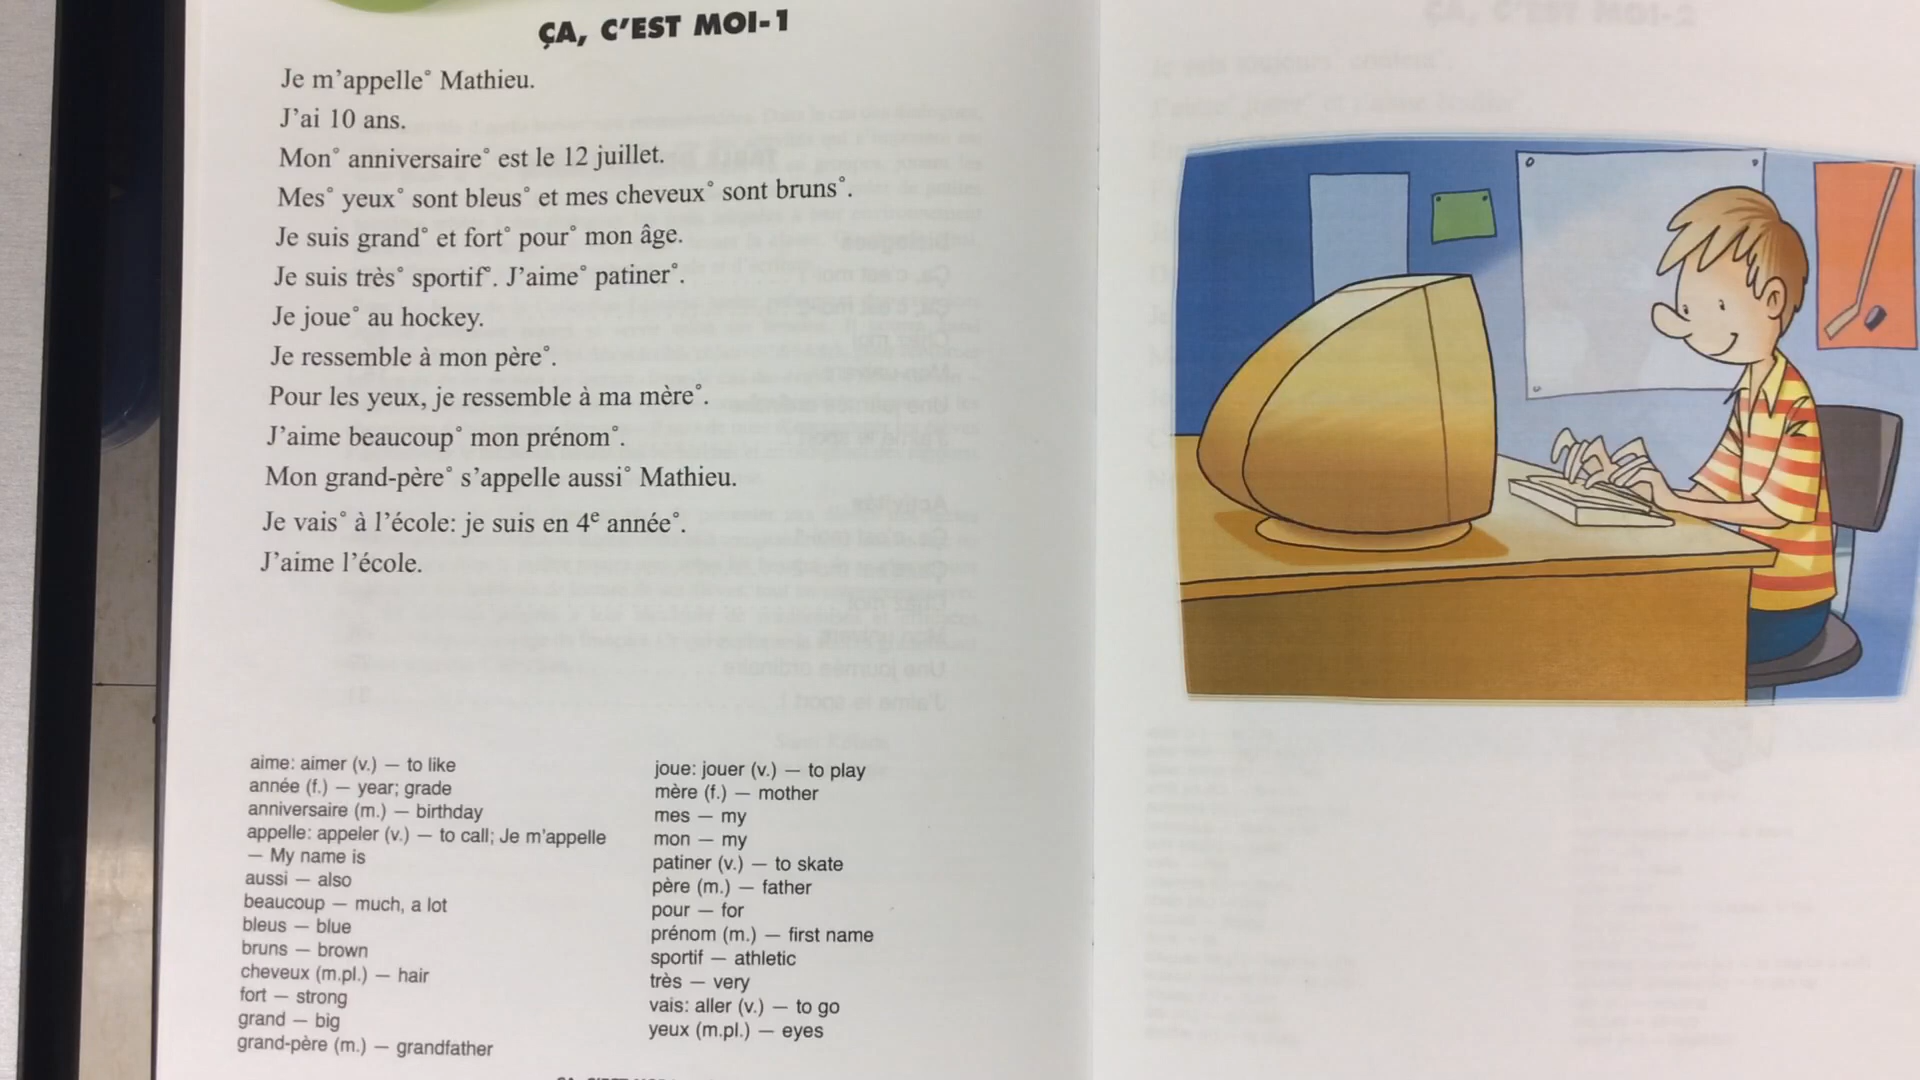 ÇA, C'EST MOI-1
Je m'appelle° Mathieu.
J'ai 10 ans.
Mon° anniversaire° est le 12 juillet.
Mes° yeux° sont bleus° et mes cheveux° sont bruns°.
Je suis grand° et fort° pour° mon âge.
Je suis très° sportif°. J'aime° patiner°.
Je joue° au hockey.
Je ressemble à mon père°.
Pour les yeux, je ressemble à ma mère°.
J'aime beaucoup° mon prénom°.
Mon grand-père° s'appelle aussi° Mathieu.
Je vais° à l'école: je suis en 4e année°.
J'aime l'école.
aime: aimer (v.) — to like
année (f.) — year; grade
anniversaire (m.) — birthday
appelle: appeler (v.) — to call; Je m'appelle
— My name is
aussi — also
beaucoup — much, a lot
bleus — blue
bruns — brown
cheveux (m.pl.) — hair
fort — strong
grand — big
grand-père (m.) — grandfather
joue: jouer (v.) — to play
mère (f.) — mother
mes — my
mon — my
patiner (v.) — to skate
père (m.) — father
pour — for
prénom (m.) — first name
sportif — athletic
très — very
vais: aller (v.) — to go
yeux (m.pl.) — eyes